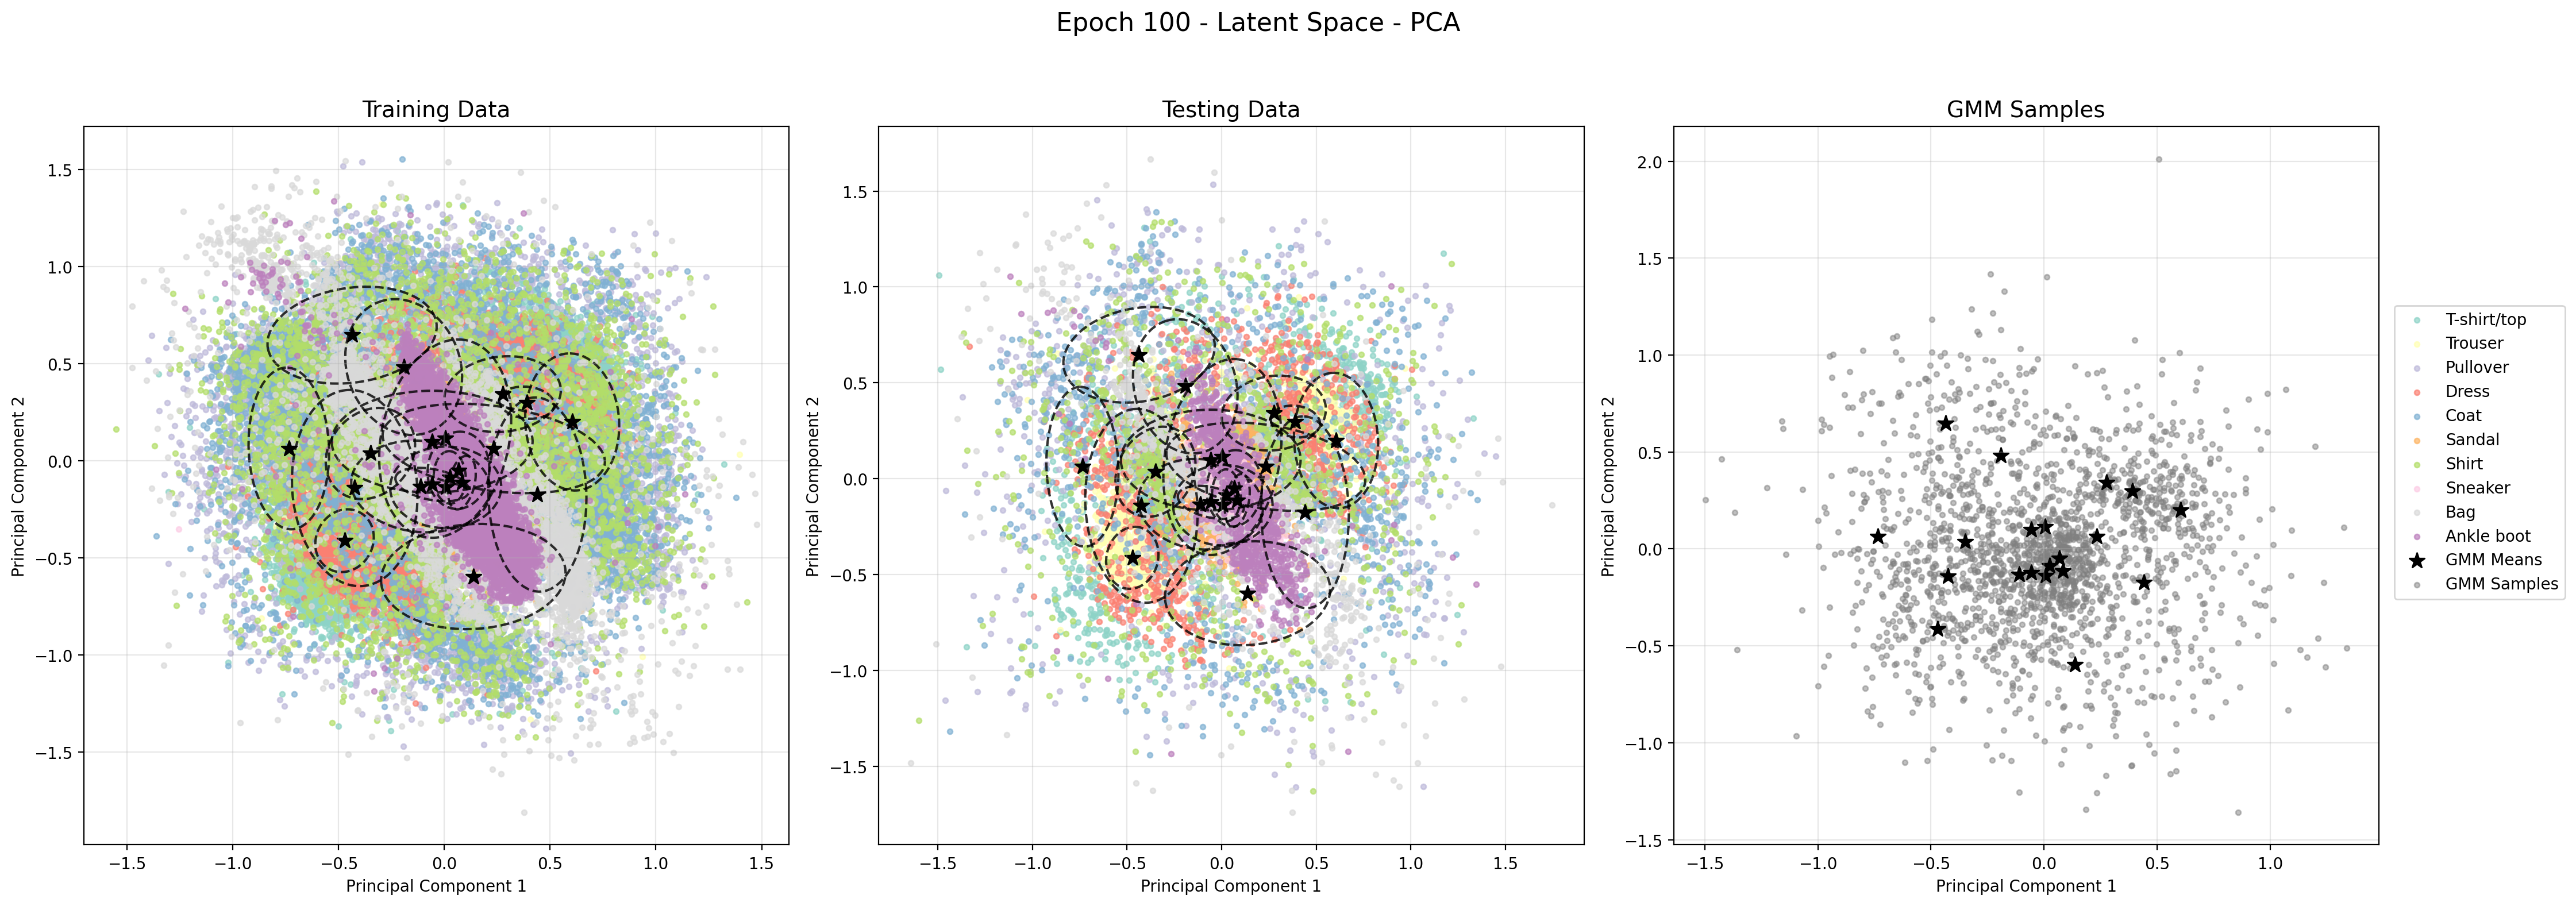 Epoch 100 - Latent Space - PCA
Training Data
Principal Component 2
1.5
1.0
0.5
0.0
−0.5
−1.0
−1.5
−1.5 −1.0 −0.5 0.0 0.5 1.0 1.5
Principal Component 1
Testing Data
Principal Component 2
1.5
1.0
0.5
0.0
−0.5
−1.0
−1.5
−1.5 −1.0 −0.5 0.0 0.5 1.0 1.5
Principal Component 1
GMM Samples
Principal Component 2
2.0
1.5
1.0
0.5
0.0
−0.5
−1.0
−1.5
−1.5 −1.0 −0.5 0.0 0.5 1.0
Principal Component 1
T-shirt/top
Trouser
Pullover
Dress
Coat
Sandal
Shirt
Sneaker
Bag
Ankle boot
GMM Means
GMM Samples